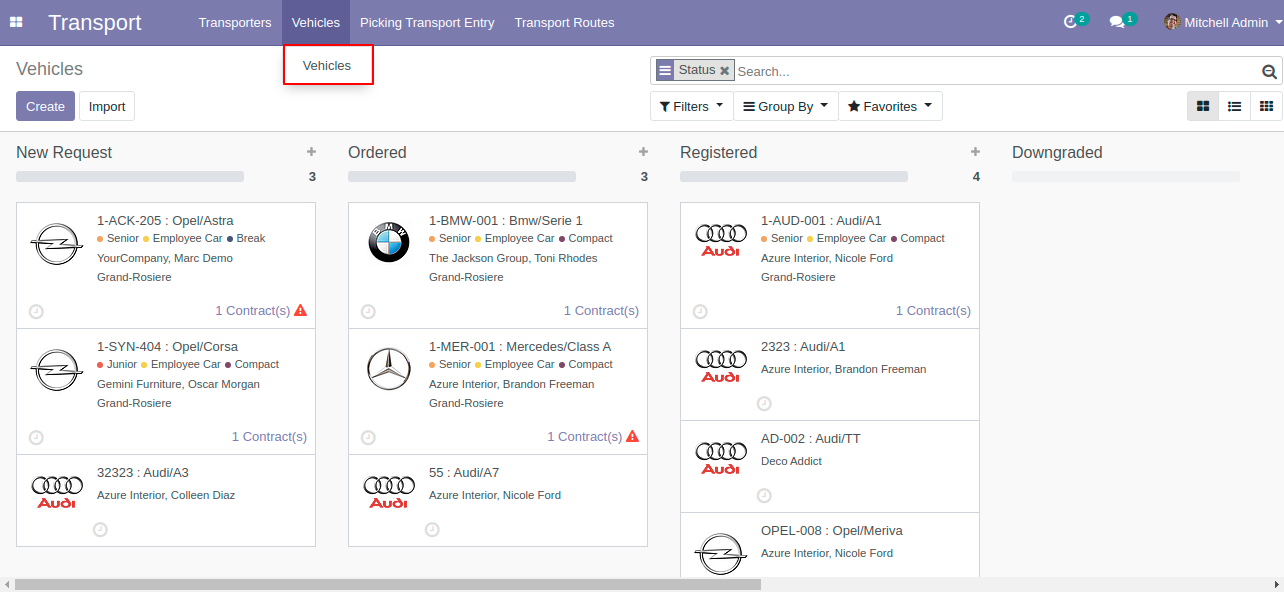 Transport
Transporters
Vehicles
Picking Transport Entry
Transport Routes
2
1
Mitchell Admin
Vehicles
Vehicles
Status
Search...
Create
Import
Filters
Group By
Favorites
New Request
3
1-ACK-205 : Opel/Astra
Senior Employee Car Break
YourCompany, Marc Demo
Grand-Rosiere
1 Contract(s)
1-SYN-404 : Opel/Corsa
Junior Employee Car Compact
Gemini Furniture, Oscar Morgan
Grand-Rosiere
1 Contract(s)
Audi
32323 : Audi/A3
Azure Interior, Colleen Diaz
Ordered
3
BMW
1-BMW-001 : Bmw/Serie 1
Senior Employee Car Compact
The Jackson Group, Toni Rhodes
Grand-Rosiere
1 Contract(s)
1-MER-001 : Mercedes/Class A
Senior Employee Car Compact
Azure Interior, Brandon Freeman
Grand-Rosiere
1 Contract(s)
Audi
55 : Audi/A7
Azure Interior, Nicole Ford
Registered
4
Audi
1-AUD-001 : Audi/A1
Senior Employee Car Compact
Azure Interior, Nicole Ford
Grand-Rosiere
1 Contract(s)
Audi
2323 : Audi/A1
Azure Interior, Brandon Freeman
Audi
AD-002 : Audi/TT
Deco Addict
OPEL-008 : Opel/Meriva
Azure Interior, Nicole Ford
Downgraded